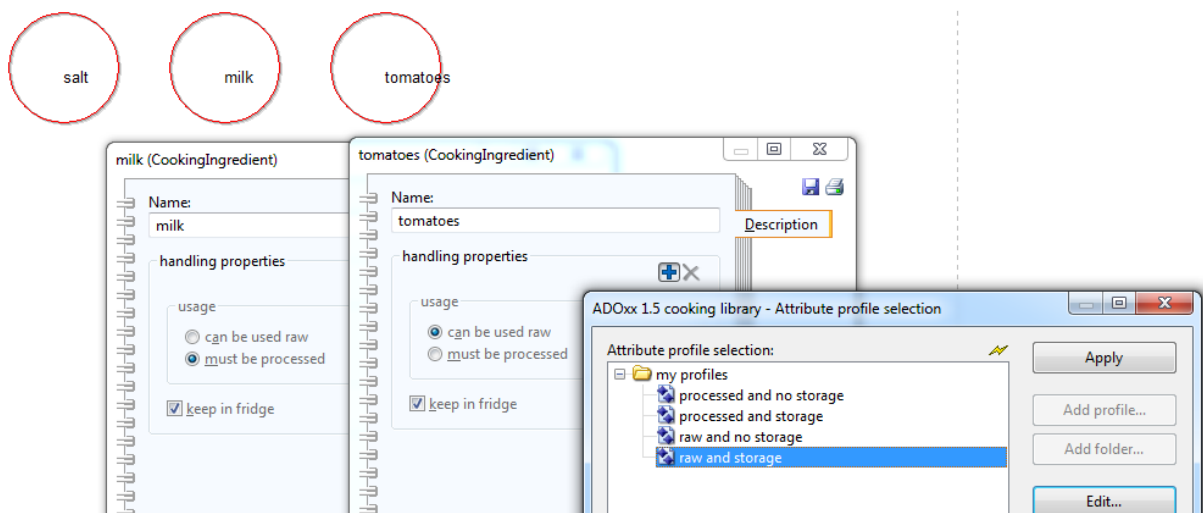 salt
milk
tomatoes
milk (CookingIngredient)
Name:
milk
handling properties
usage
can be used raw
must be processed
keep in fridge
tomatoes (CookingIngredient)
Name:
tomatoes
Description
handling properties
usage
can be used raw
must be processed
keep in fridge
ADOxx 1.5 cooking library - Attribute profile selection
Attribute profile selection:
my profiles
processed and no storage
processed and storage
raw and no storage
raw and storage
Apply
Add profile...
Add folder...
Edit...